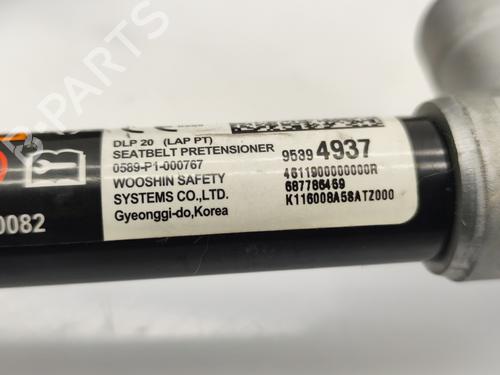 DLP 20 (LAP PT)
SEATBELT PRETENSIONER
0589-P1-000767
WOOSHIN SAFETY
SYSTEMS CO.,LTD.
Gyeonggi-do,Korea
9539 4937
4611900000000R
687786469
K116008A58ATZ000
0082